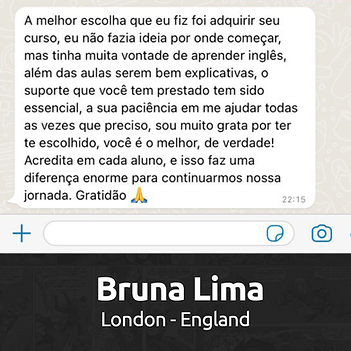 A melhor escolha que eu fiz foi adquirir seu
curso, eu não fazia ideia por onde começar,
mas tinha muita vontade de aprender inglês,
além das aulas serem bem explicativas, o
suporte que você tem prestado tem sido
essencial, a sua paciência em me ajudar todas
as vezes que preciso, sou muito grata por ter
te escolhido, você é o melhor, de verdade!
Acredita em cada aluno, e isso faz uma
diferença enorme para continuarmos nossa
jornada. Gratidão 🙏
22:15
Bruna Lima
London - England